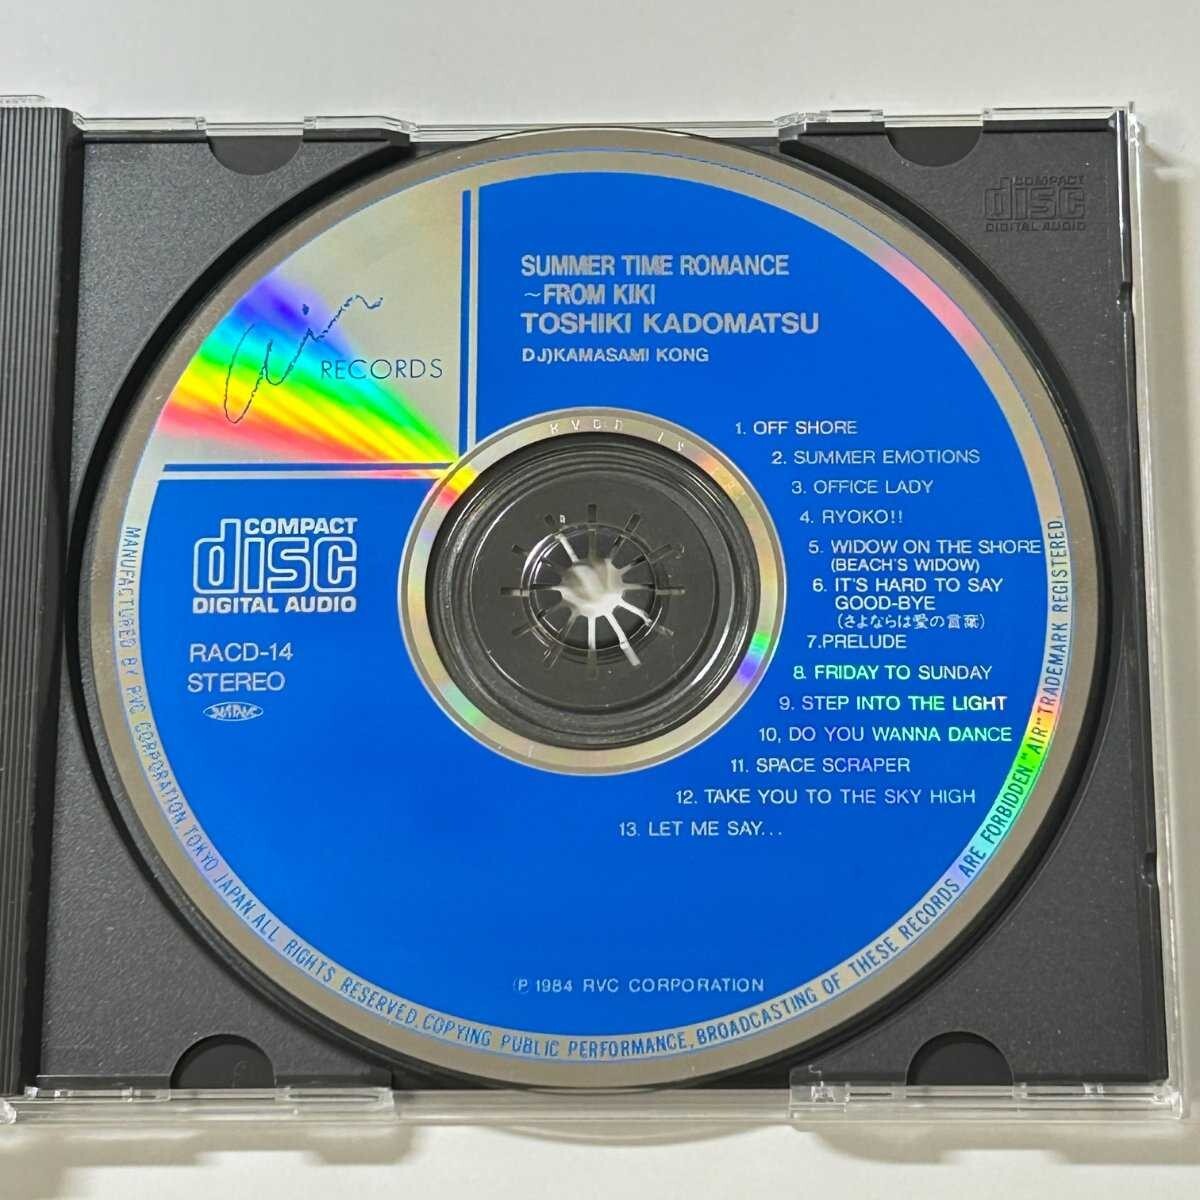 SUMMER TIME ROMANCE
~FROM KIKI
TOSHIKI KADOMATSU
DJ)KAMASAMI KONG
Air
RECORDS
1. OFF SHORE
2. SUMMER EMOTIONS
3. OFFICE LADY
4. RYOKO!!
5. WIDOW ON THE SHORE
(BEACH'S WIDOW)
6. IT'S HARD TO SAY
GOOD-BYE
(さよならは愛の言葉)
7.PRELUDE
8. FRIDAY TO SUNDAY
9. STEP INTO THE LIGHT
10, DO YOU WANNA DANCE
11. SPACE SCRAPER
12. TAKE YOU TO THE SKY HIGH
13. LET ME SAY...
COMPACT
disc
DIGITAL AUDIO
RACD-14
STEREO
℗ 1984 RVC CORPORATION
MANUFACTURED BY RVC CORPORATION, TOKYO JAPAN. ALL RIGHTS RESERVED. COPYING PUBLIC PERFORMANCE, BROADCASTING OF THESE RECORDS ARE FORBIDDEN "AIR" TRADEMARK REGISTERED.
COMPACT
disc
DIGITAL AUDIO